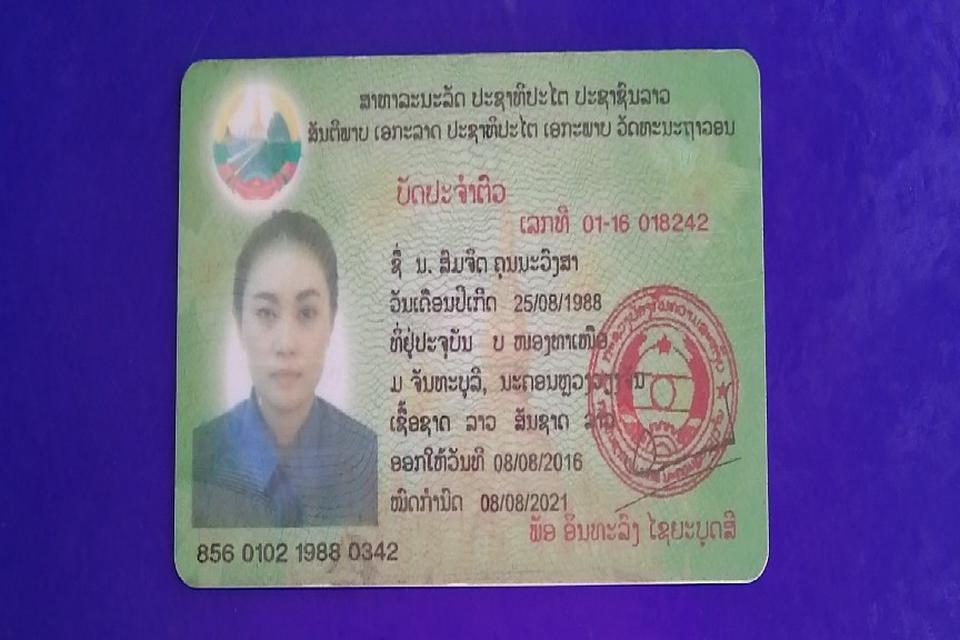 ສາທາລະນະລັດ ປະຊາທິປະໄຕ ປະຊາຊົນລາວ
ສັນຕິພາບ ເອກະລາດ ປະຊາທິປະໄຕ ເອກະພາບ ວັດທະນະຖາວອນ
ບັດປະຈຳຕົວ
ເລກທີ 01-16 018242
ຊື່ ນ. ສົມຈິດ ຄຸນນະວົງສາ
ວັນເດືອນປີເກີດ 25/08/1988
ທີ່ຢູ່ປະຈຸບັນ ບ ໜອງທາເໜືອ,
ມ ຈັນທະບູລີ, ນະຄອນຫຼວງວຽງຈັນ
ເຊື້ອຊາດ ລາວ ສັນຊາດ ລາວ
ອອກໃຫ້ວັນທີ 08/08/2016
ໝົດກຳນົດ 08/08/2021
ພັອ ອິນທະລົງ ໄຊຍະບຸດສີ
856 0102 1988 0342